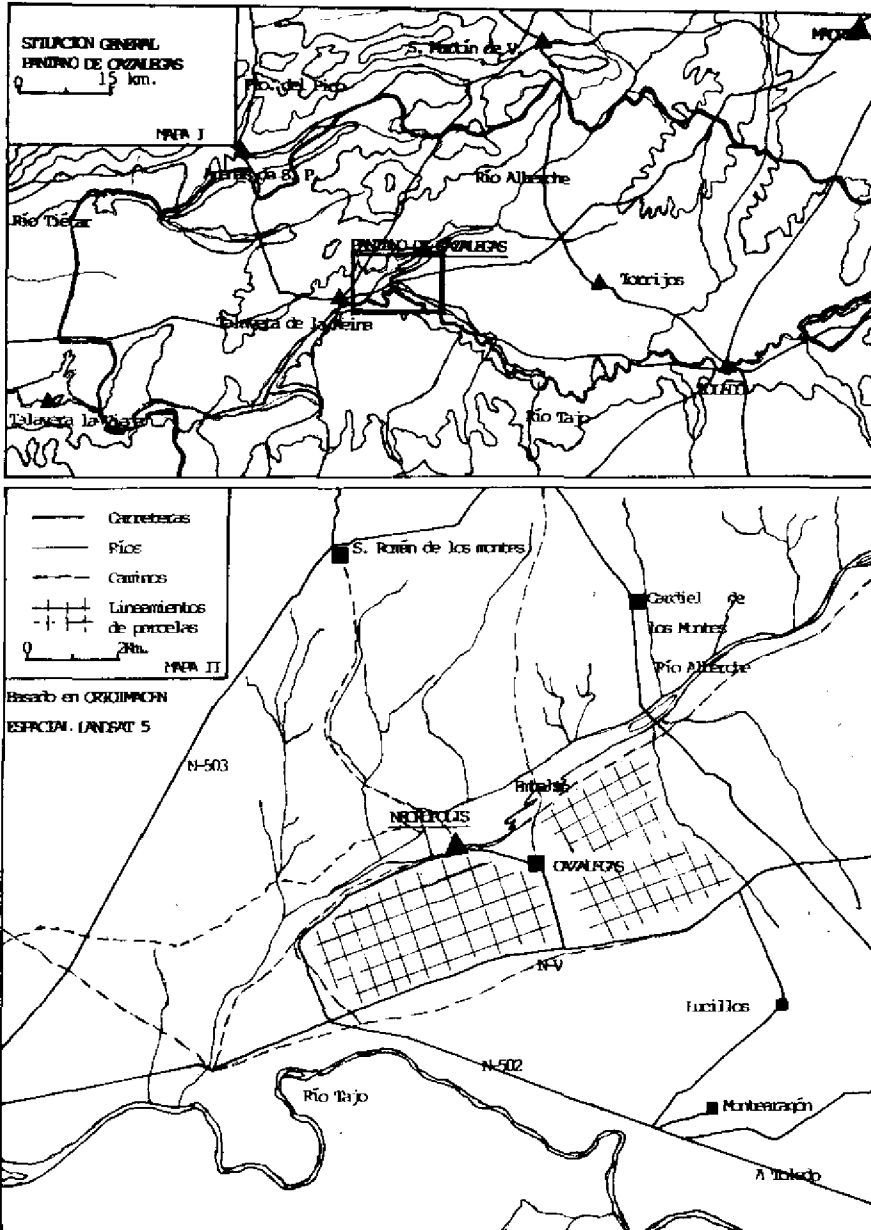 SITUACION GENERAL
PANTANO DE CAZALEGAS
0 15 km.
MAPA I
S. Martín de V.
Pto. del Pico
Río Alberche
Río Tiétar
PANTANO DE CAZALEGAS
Torrijos
Talavera de la Reina
Río Tajo
Talavera la Vieja
Carreteras
Ríos
Caminos
Lineamientos
de parcelas
0 2Km.
MAPA II
Basado en
ESPACIAL. LANDSAT 5
S. Román de los montes
Cardiel de
los Montes
Río Alberche
N-503
Embalse
NECROPOLIS
CAZALEGAS
N-V
Lucillos
N-502
Río Tajo
Montearagón
A Toledo